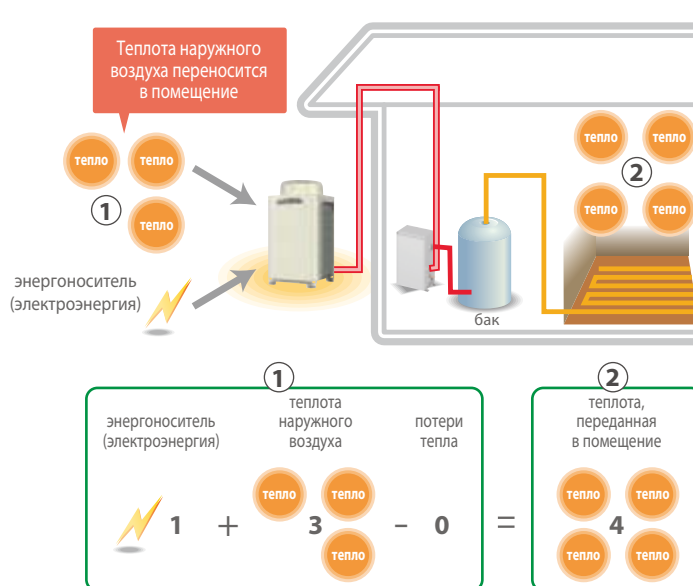 Теплота наружного
воздуха переносится
в помещение
тепло
тепло
1
тепло
тепло
тепло
2
тепло
тепло
энергоноситель
(электроэнергия)
бак
1
энергоноситель
(электроэнергия)
теплота
наружного
воздуха
потери
тепла
1
+
тепло
тепло
3
тепло
– 0
=
2
теплота,
переданная
в помещение
тепло
тепло
4
тепло
тепло